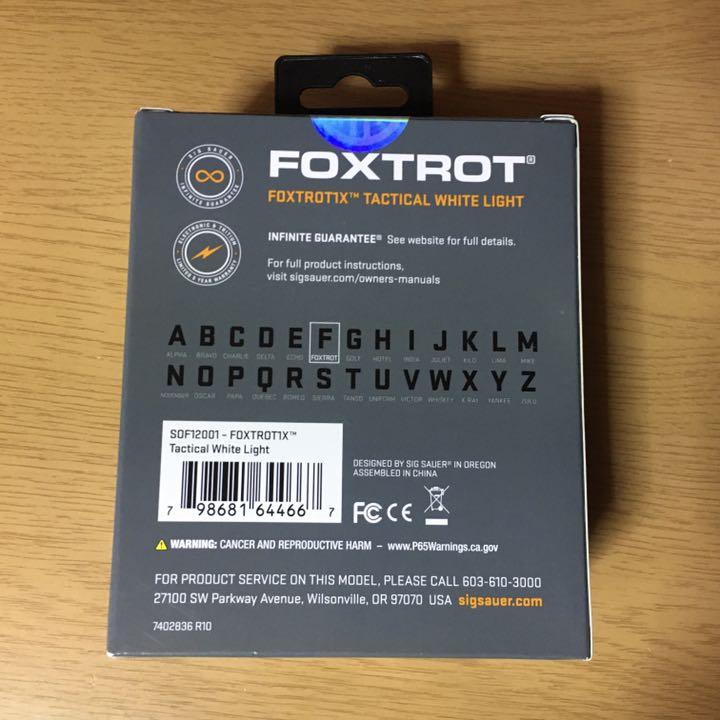 SIG SAUER
INFINITE GUARANTEE
FOXTROT®
FOXTROT1X™ TACTICAL WHITE LIGHT
ELECTRONIC & TRITIUM
LIMITED 5 YEAR WARRANTY
INFINITE GUARANTEE® See website for full details.
For full product instructions,
visit sigsauer.com/owners-manuals
A B C D E F G H I J K L M
ALPHA BRAVO CHARLIE DELTA ECHO FOXTROT GOLF HOTEL INDIA JULIET KILO LIMA MIKE
N O P Q R S T U V W X Y Z
NOVEMBER OSCAR PAPA QUEBEC ROMEO SIERRA TANGO UNIFORM VICTOR WHISKEY X RAY YANKEE ZULU
SOF12001 - FOXTROT1X™
Tactical White Light
7 98681 64466 7
DESIGNED BY SIG SAUER® IN OREGON
ASSEMBLED IN CHINA
FC CE
WARNING: CANCER AND REPRODUCTIVE HARM – www.P65Warnings.ca.gov
FOR PRODUCT SERVICE ON THIS MODEL, PLEASE CALL 603-610-3000
27100 SW Parkway Avenue, Wilsonville, OR 97070 USA sigsauer.com
7402836 R10